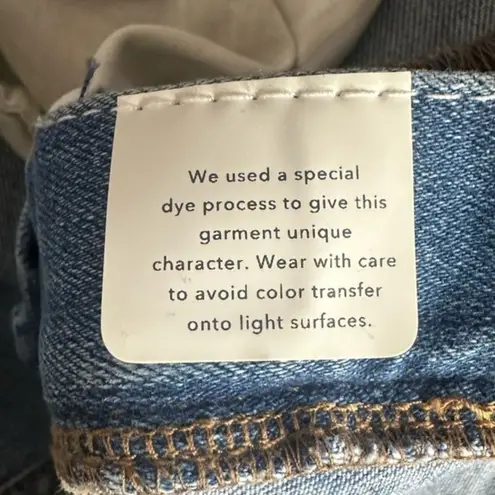 We used a special
dye process to give this
garment unique
character. Wear with care
to avoid color transfer
onto light surfaces.